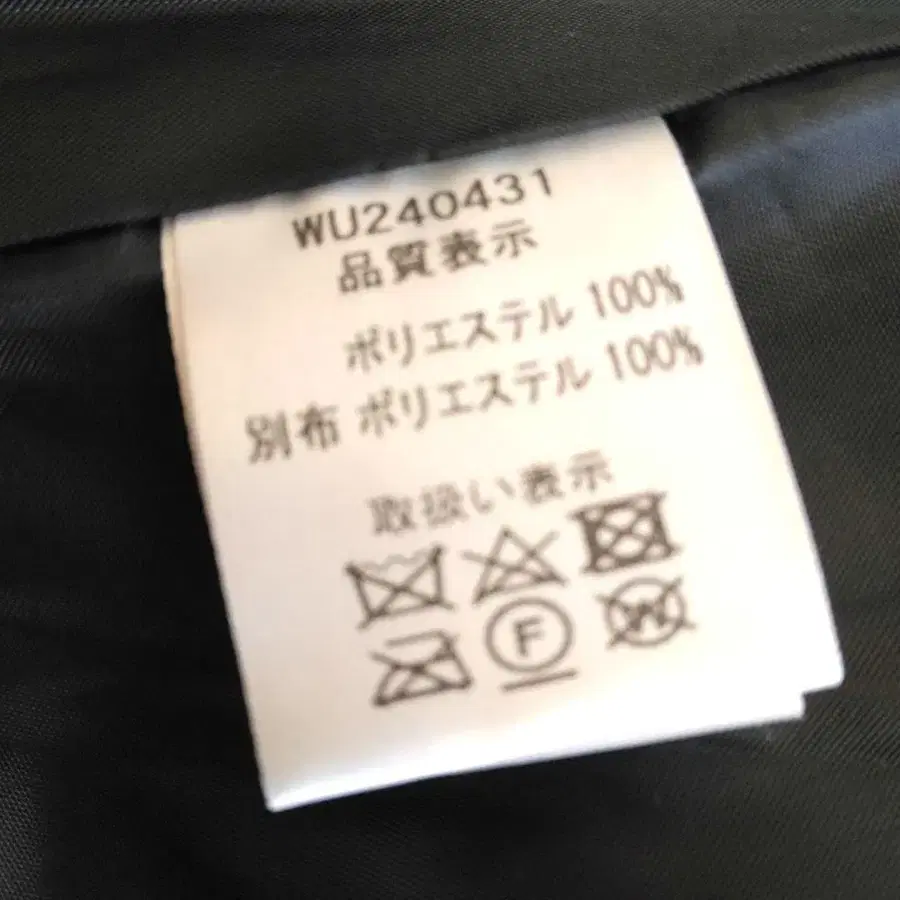 WU240431
品質表示
ポリエステル 100%
別布 ポリエステル 100%
取扱い表示
F W